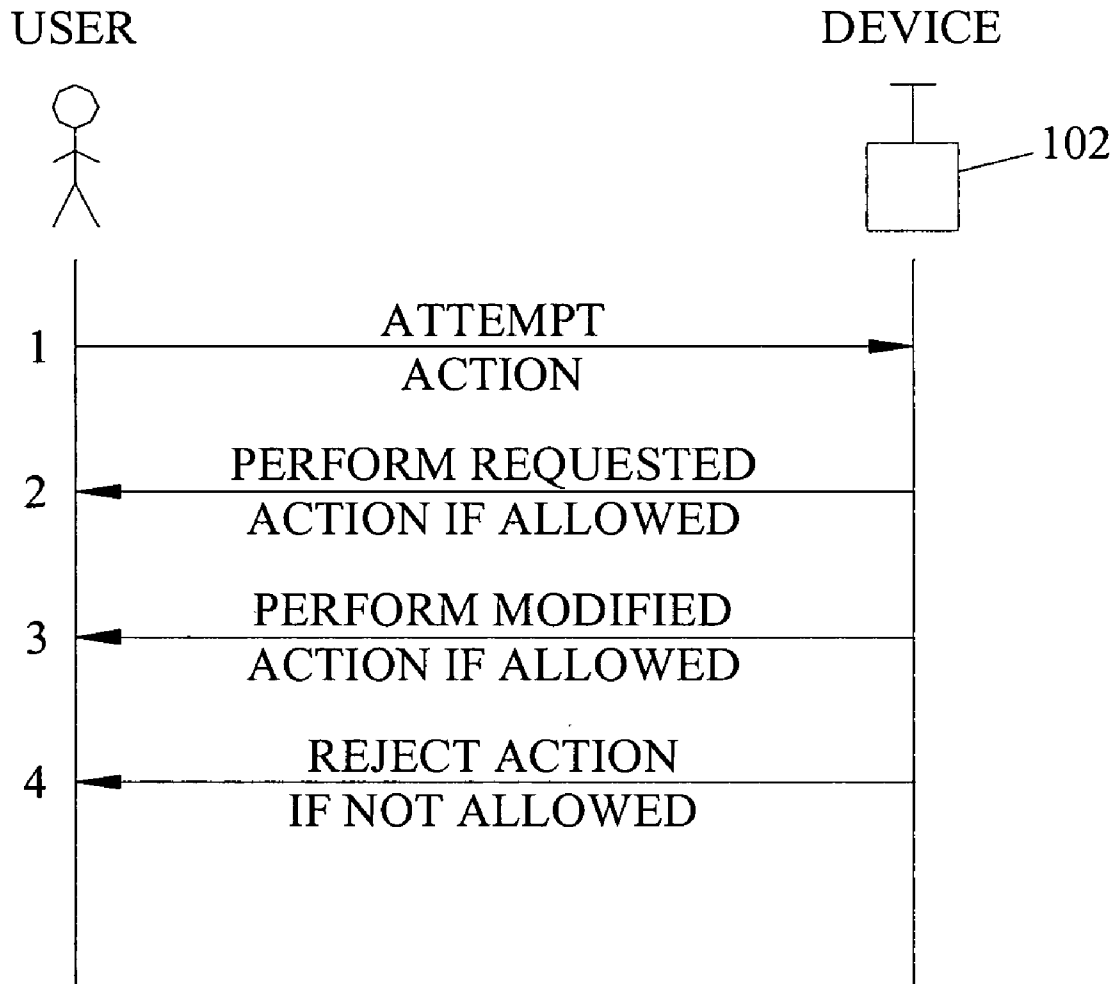 USER
DEVICE
102
ATTEMPT
1
ACTION
PERFORM REQUESTED
2
ACTION IF ALLOWED
PERFORM MODIFIED
3
ACTION IF ALLOWED
REJECT ACTION
4
IF NOT ALLOWED